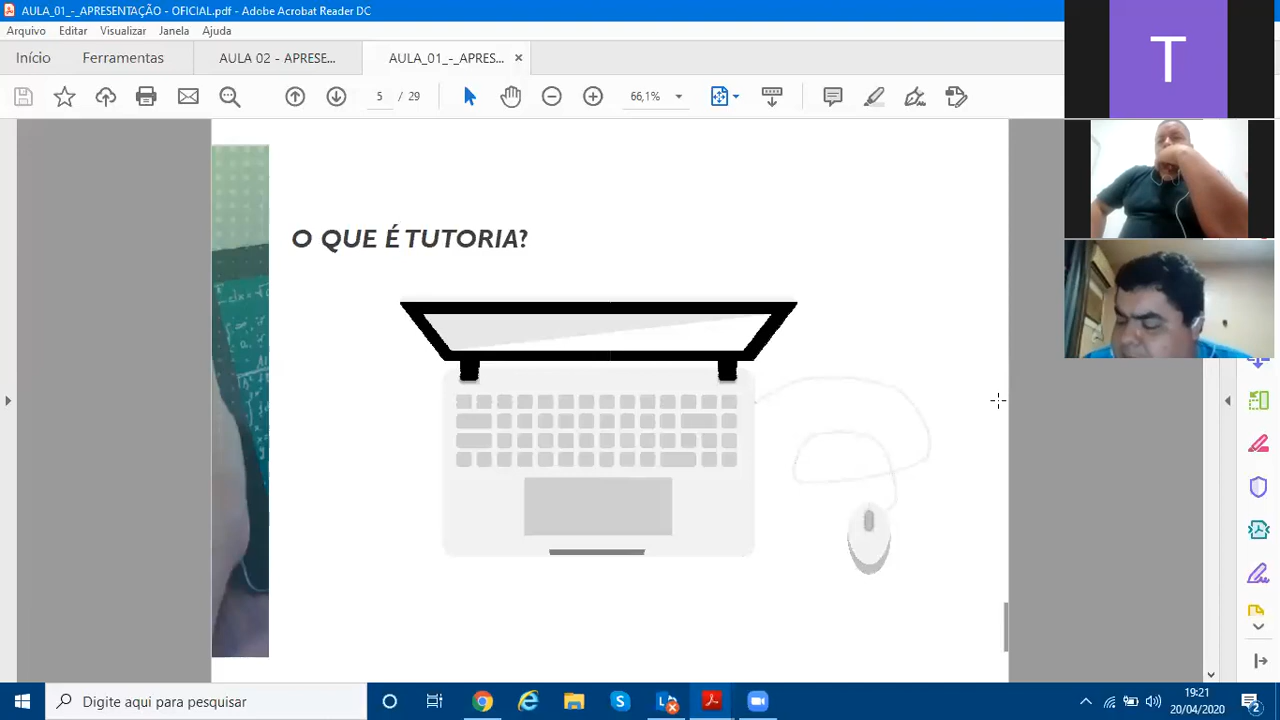 AULA_01_-_APRESENTAÇÃO - OFICIAL.pdf - Adobe Acrobat Reader DC
Arquivo Editar Visualizar Janela Ajuda
Início Ferramentas AULA 02 - APRESE... AULA_01_-_APRES... ×
5 / 29 66,1%
T
O QUE É TUTORIA?
Digite aqui para pesquisar
19:21
20/04/2020
2